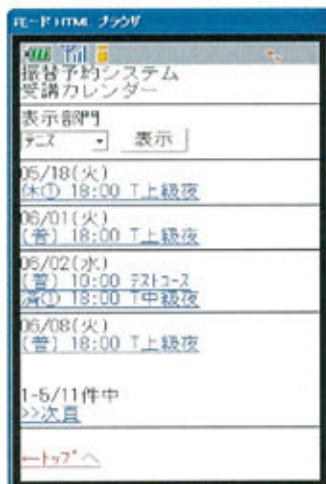 iモード HTML ブラウザ
振替予約システム
受講カレンダー
表示部門
テニス 表示
05/18(火)
休① 18:00 T上級夜
06/01(火)
(普) 18:00 T上級夜
06/02(水)
(普) 10:00 テストコース
済① 18:00 T中級夜
06/08(火)
(普) 18:00 T上級夜
1-5/11件中
>>次頁
←トップへ